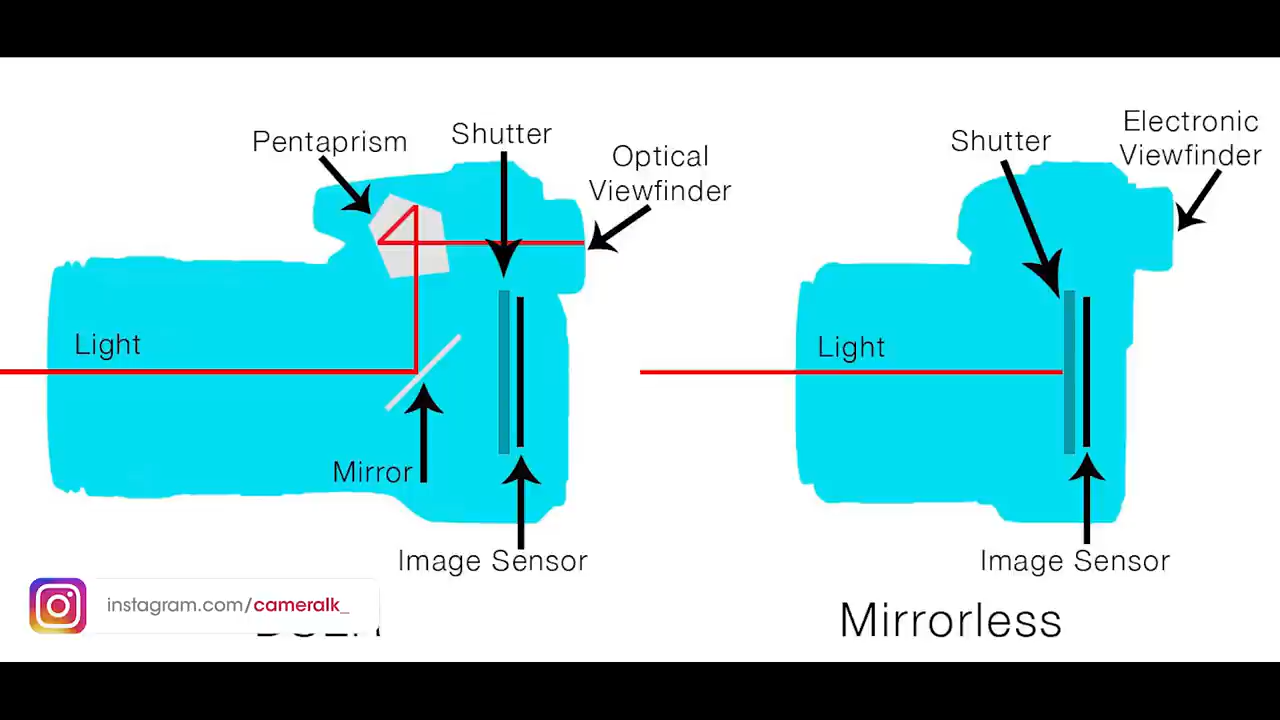 Pentaprism
Shutter
Optical
Viewfinder
Light
Mirror
Image Sensor
instagram.com/cameralk_
Shutter
Electronic
Viewfinder
Light
Image Sensor
Mirrorless